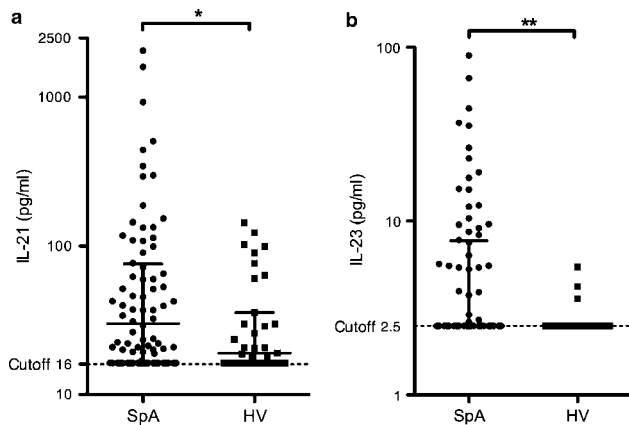 a
*
2500
1000
100
Cutoff 16
10
IL-21 (pg/ml)
SpA
HV
b
**
100
10
Cutoff 2.5
1
IL-23 (pg/ml)
SpA
HV